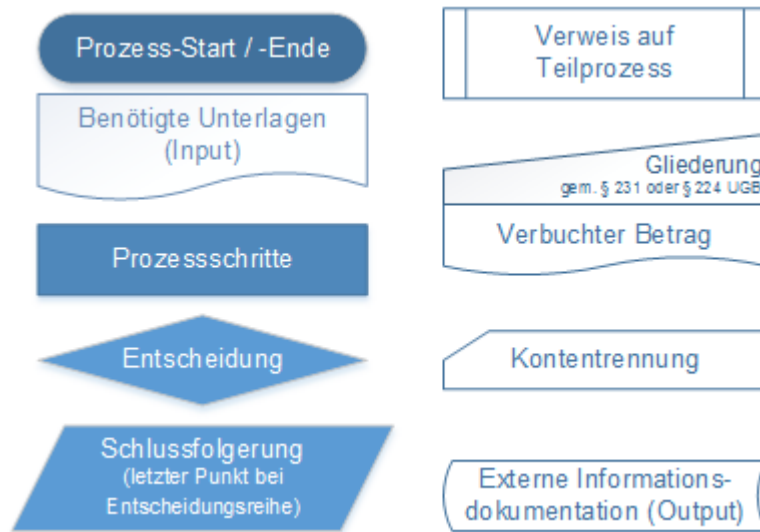 Prozess-Start / -Ende
Benötigte Unterlagen
(Input)
Prozessschritte
Entscheidung
Schlussfolgerung
(letzter Punkt bei
Entscheidungsreihe)
Verweis auf
Teilprozess
Gliederung
gem. § 231 oder § 224 UGB
Verbuchter Betrag
Kontentrennung
Externe Informations-
dokumentation (Output)